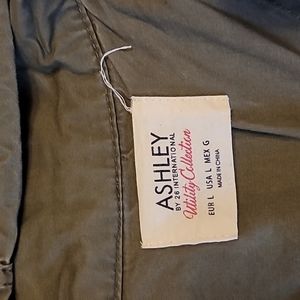 ASHLEY
BY 26 INTERNATIONAL
Utility Collection
EUR L USA L MEX G
MADE IN CHINA